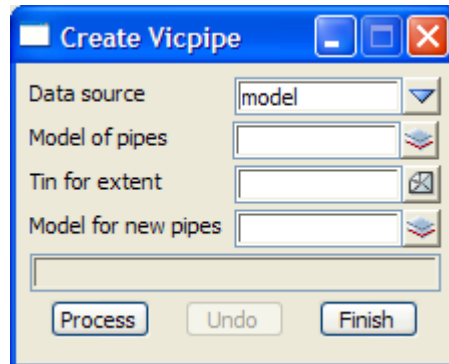 Create Vicpipe
Data source model
Model of pipes
Tin for extent
Model for new pipes
Process Undo Finish